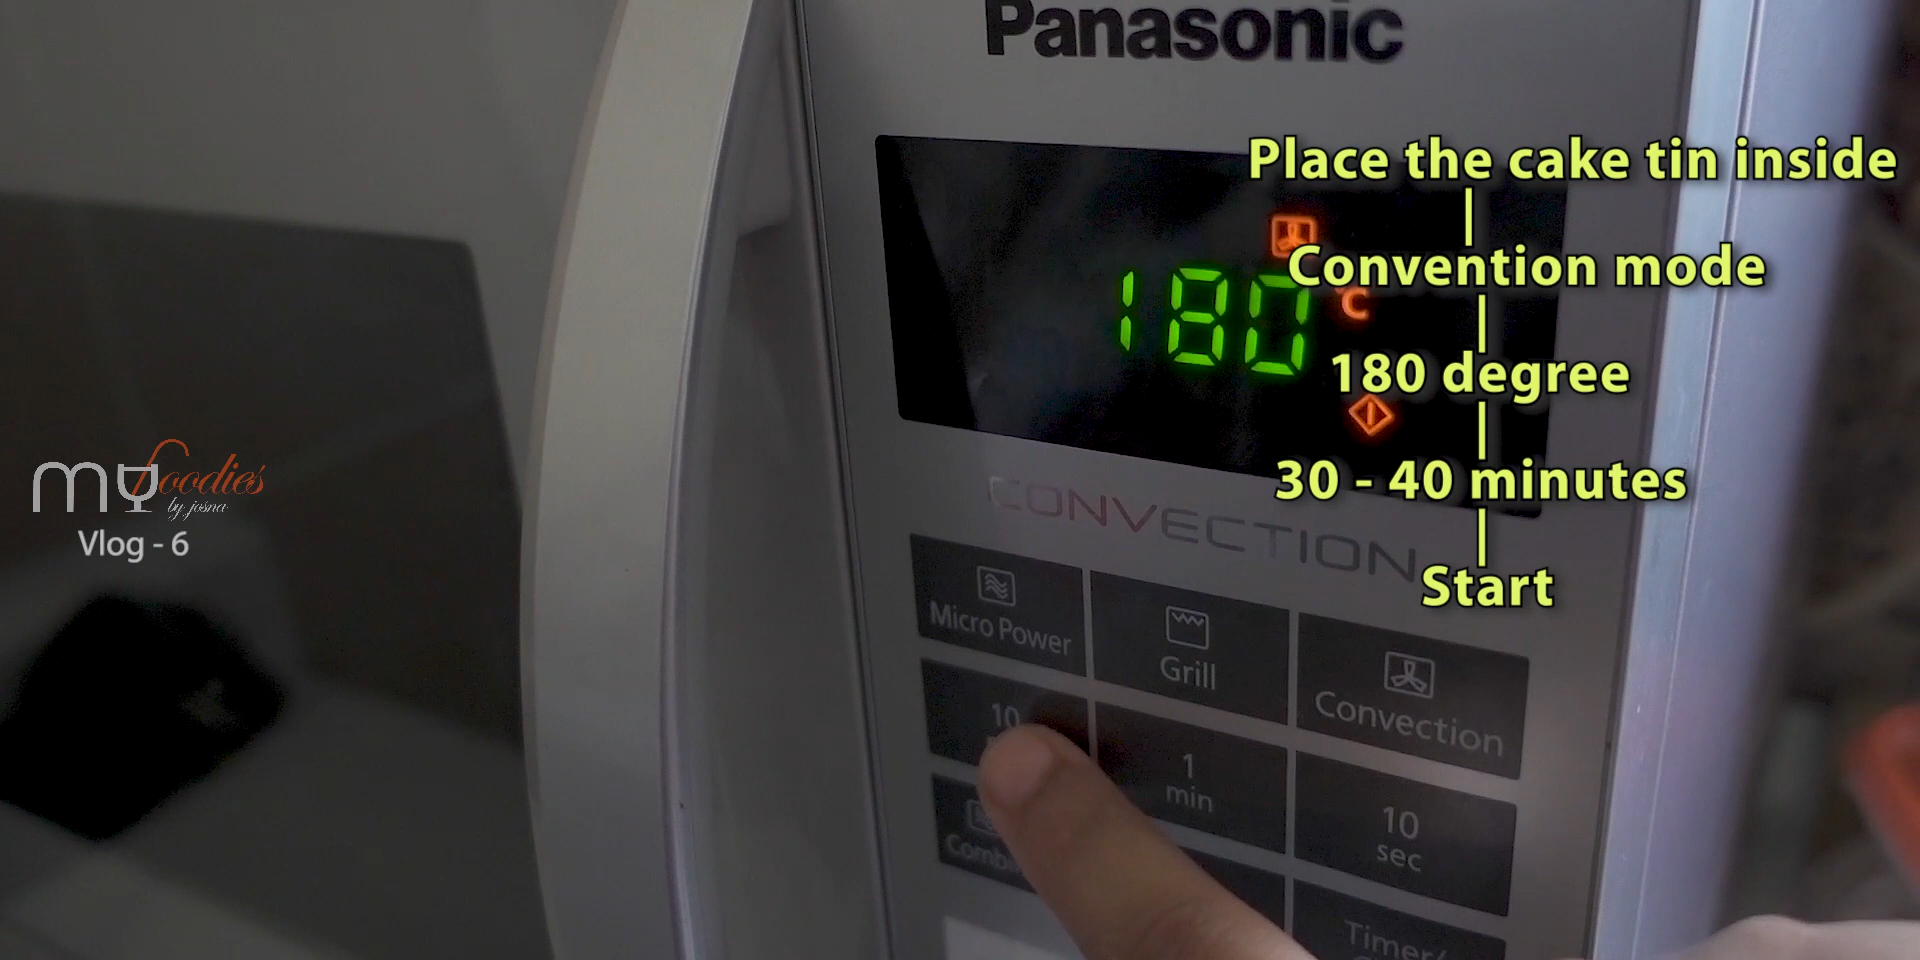 Panasonic
Place the cake tin inside
Convention mode
180 °C
180 degree
30 - 40 minutes
Start
CONVECTION
my foodies
by josna
Vlog - 6
Micro Power
Grill
Convection
10
1
min
10
sec
Timer/